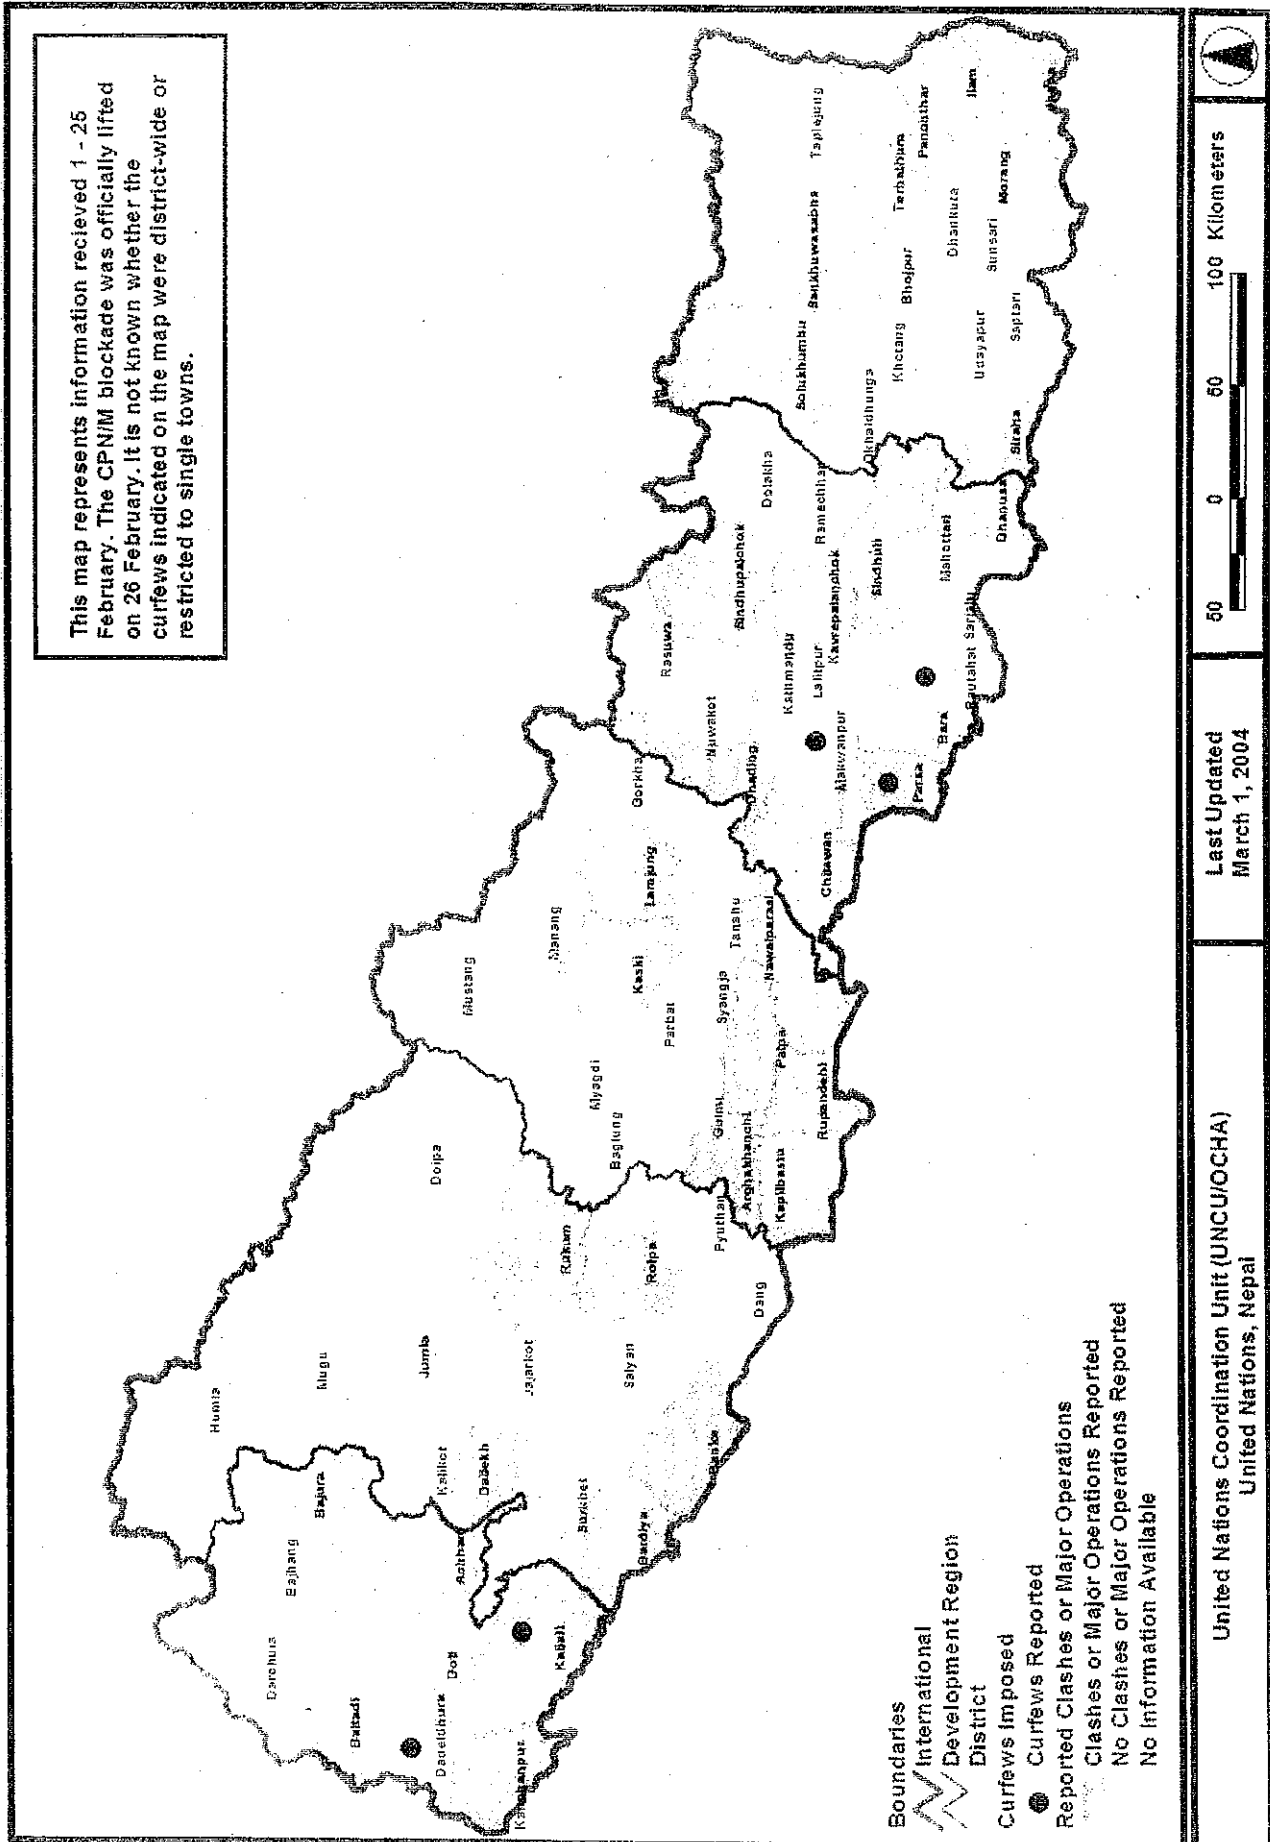 This map represents information recieved 1 - 25
February. The CPN/M blockade was officially lifted
on 26 February. It is not known whether the
curfews indicated on the map were district-wide or
restricted to single towns.
Humla
Darchula
Bajhang
Mugu
Bajura
Baitadi
Dolpa
Jumla
Kalikot
Mustang
Dadeldhura
Doti
Achham
Dailekh
Jajarkot
Manang
Kanchanpur
Kailali
Surkhet
Rukum
Myagdi
Baglung
Kaski
Lamjung
Gorkha
Bardiya
Salyan
Rolpa
Parbat
Rasuwa
Banke
Pyuthan
Gulmi
Syangja
Tanahu
Nuwakot
Dang
Arghakhanchi
Dhading
Sindhupalchok
Dolakha
Kapilbastu
Palpa
Nawalparasi
Kathmandu
Rupandehi
Chitawan
Makwanpur
Lalitpur
Kavrepalanchok
Ramechhap
Solukhumbu
Sankhuwasabha
Taplejung
Okhaldhunga
Sindhuli
Khotang
Bhojpur
Terhathum
Panchthar
Parsa
Bara
Rautahat
Sarlahi
Mahottari
Dhanusa
Siraha
Udayapur
Saptari
Dhankuta
Sunsari
Morang
Ilam
Boundaries
International
Development Region
District
Curfews Imposed
Curfews Reported
Reported Clashes or Major Operations
Clashes or Major Operations Reported
No Clashes or Major Operations Reported
No Information Available
United Nations Coordination Unit (UNCU/OCHA)
United Nations, Nepal
Last Updated
March 1, 2004
50 0 50 100 Kilometers